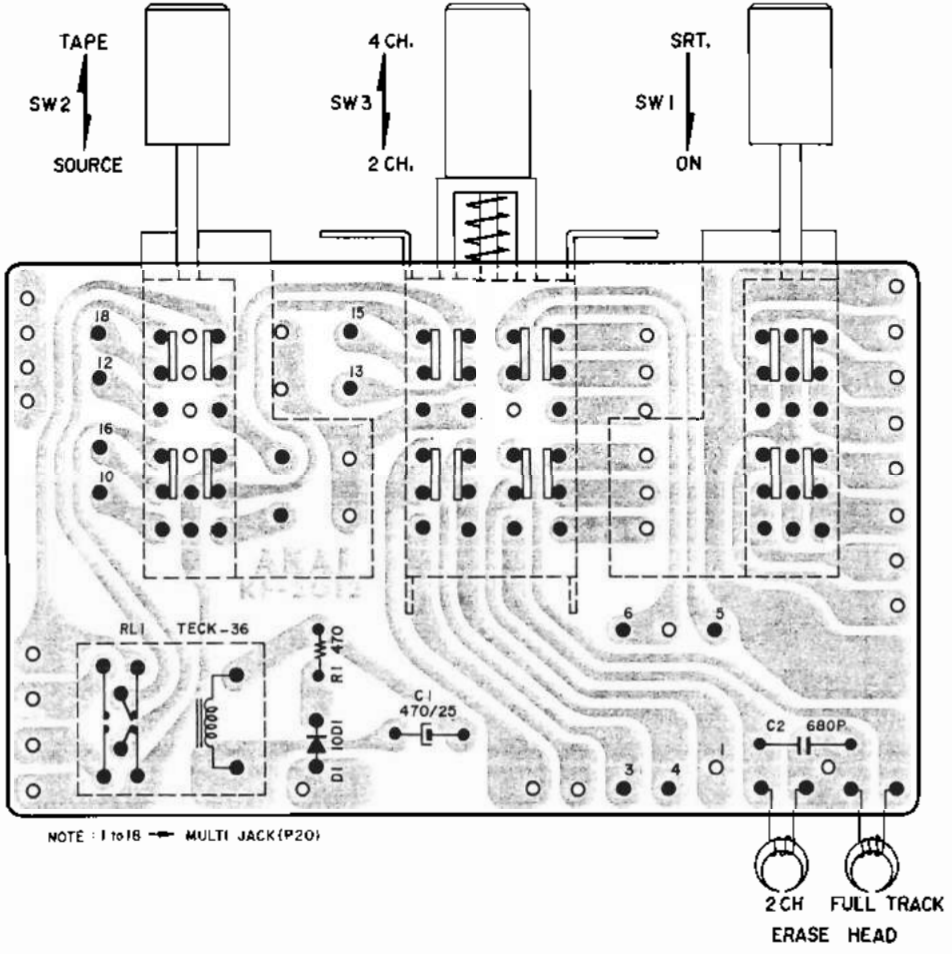 TAPE
SW2
SOURCE
4 CH.
SW3
2 CH.
SRT.
SW1
ON
18
12
16
10
15
13
AKAI
RL1 TECK-36
R1 470
D1 10D1
C1
470/25
6
5
3
4
1
C2 680P
NOTE : 1 to 18 → MULTI JACK(P20)
2 CH FULL TRACK
ERASE HEAD